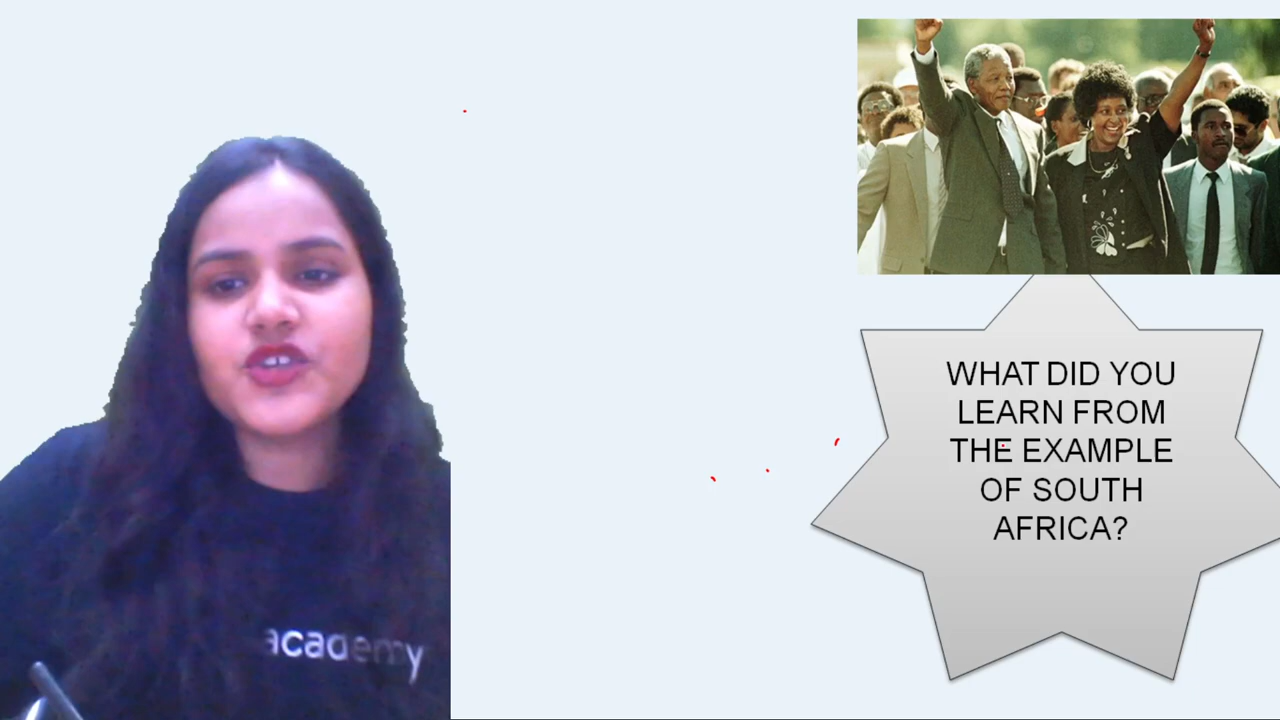 WHAT DID YOU
LEARN FROM
THE EXAMPLE
OF SOUTH
AFRICA?
academy